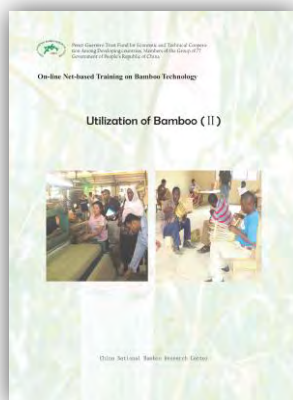 Perez-Guerrero Trust Fund for Economic and Technical Coopera-
tion Among Developing countries, Members of the Group of 77
Government of People's Republic of China
On-line Net-based Training on Bamboo Technology
Utilization of Bamboo (Ⅱ)
China National Bamboo Research Center